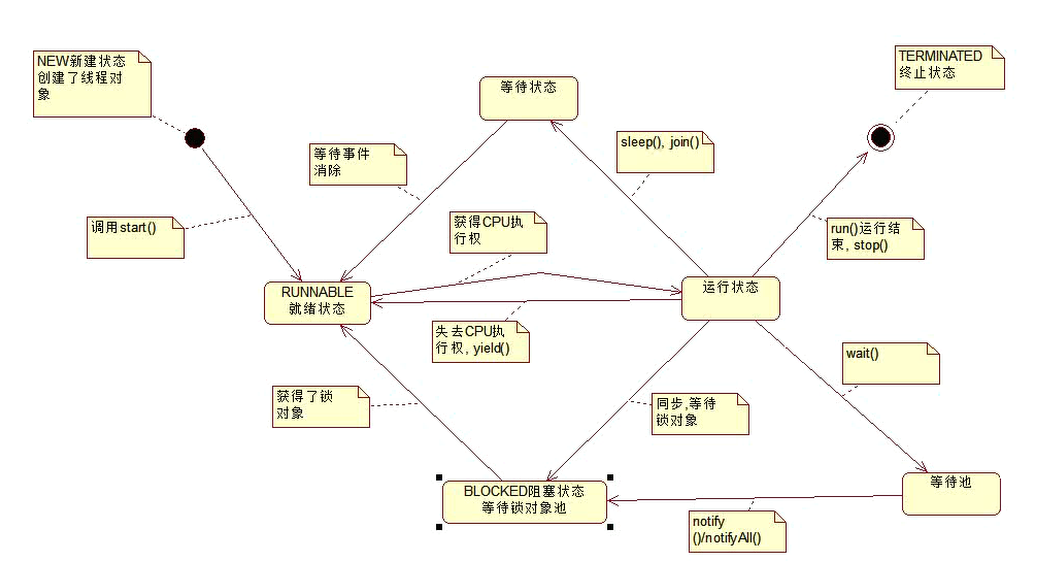 NEW新建状态
创建了线程对
象
TERMINATED
终止状态
等待状态
sleep(), join()
等待事件
消除
调用start()
获得CPU执
行权
run()运行结
束, stop()
RUNNABLE
就绪状态
运行状态
失去CPU执
行权, yield()
wait()
获得了锁
对象
同步,等待
锁对象
BLOCKED阻塞状态
等待锁对象池
等待池
notify
()/notifyAll()